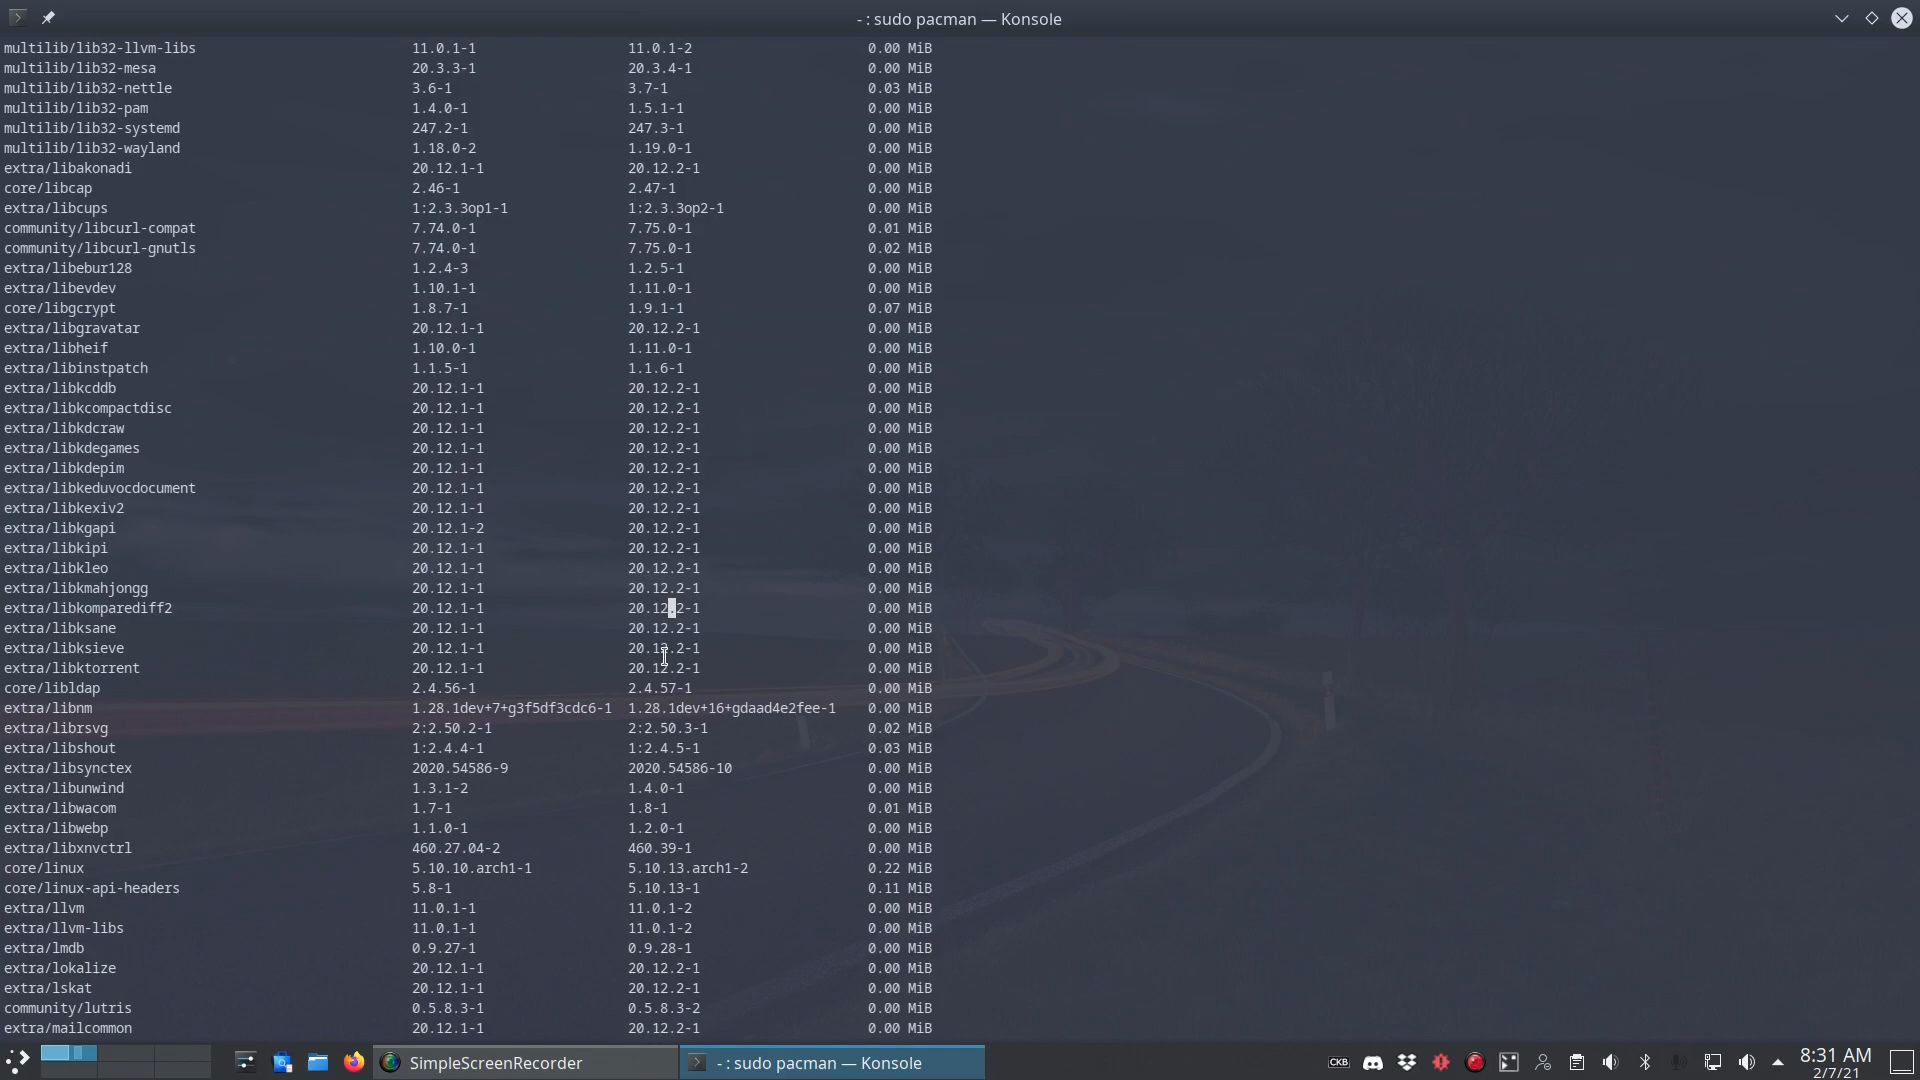 - : sudo pacman — Konsole
multilib/lib32-llvm-libs 11.0.1-1 11.0.1-2 0.00 MiB
multilib/lib32-mesa 20.3.3-1 20.3.4-1 0.00 MiB
multilib/lib32-nettle 3.6-1 3.7-1 0.03 MiB
multilib/lib32-pam 1.4.0-1 1.5.1-1 0.00 MiB
multilib/lib32-systemd 247.2-1 247.3-1 0.00 MiB
multilib/lib32-wayland 1.18.0-2 1.19.0-1 0.00 MiB
extra/libakonadi 20.12.1-1 20.12.2-1 0.00 MiB
core/libcap 2.46-1 2.47-1 0.00 MiB
extra/libcups 1:2.3.3op1-1 1:2.3.3op2-1 0.00 MiB
community/libcurl-compat 7.74.0-1 7.75.0-1 0.01 MiB
community/libcurl-gnutls 7.74.0-1 7.75.0-1 0.02 MiB
extra/libebur128 1.2.4-3 1.2.5-1 0.00 MiB
extra/libevdev 1.10.1-1 1.11.0-1 0.00 MiB
core/libgcrypt 1.8.7-1 1.9.1-1 0.07 MiB
extra/libgravatar 20.12.1-1 20.12.2-1 0.00 MiB
extra/libheif 1.10.0-1 1.11.0-1 0.00 MiB
extra/libinstpatch 1.1.5-1 1.1.6-1 0.00 MiB
extra/libkcddb 20.12.1-1 20.12.2-1 0.00 MiB
extra/libkcompactdisc 20.12.1-1 20.12.2-1 0.00 MiB
extra/libkdcraw 20.12.1-1 20.12.2-1 0.00 MiB
extra/libkdegames 20.12.1-1 20.12.2-1 0.00 MiB
extra/libkdepim 20.12.1-1 20.12.2-1 0.00 MiB
extra/libkeduvocdocument 20.12.1-1 20.12.2-1 0.00 MiB
extra/libkexiv2 20.12.1-1 20.12.2-1 0.00 MiB
extra/libkgapi 20.12.1-2 20.12.2-1 0.00 MiB
extra/libkipi 20.12.1-1 20.12.2-1 0.00 MiB
extra/libkleo 20.12.1-1 20.12.2-1 0.00 MiB
extra/libkmahjongg 20.12.1-1 20.12.2-1 0.00 MiB
extra/libkomparediff2 20.12.1-1 20.12.2-1 0.00 MiB
extra/libksane 20.12.1-1 20.12.2-1 0.00 MiB
extra/libksieve 20.12.1-1 20.12.2-1 0.00 MiB
extra/libktorrent 20.12.1-1 20.12.2-1 0.00 MiB
core/libldap 2.4.56-1 2.4.57-1 0.00 MiB
extra/libnm 1.28.1dev+7+g3f5df3cdc6-1 1.28.1dev+16+gdaad4e2fee-1 0.00 MiB
extra/librsvg 2:2.50.2-1 2:2.50.3-1 0.02 MiB
extra/libshout 1:2.4.4-1 1:2.4.5-1 0.03 MiB
extra/libsynctex 2020.54586-9 2020.54586-10 0.00 MiB
extra/libunwind 1.3.1-2 1.4.0-1 0.00 MiB
extra/libwacom 1.7-1 1.8-1 0.01 MiB
extra/libwebp 1.1.0-1 1.2.0-1 0.00 MiB
extra/libxnvctrl 460.27.04-2 460.39-1 0.00 MiB
core/linux 5.10.10.arch1-1 5.10.13.arch1-2 0.22 MiB
core/linux-api-headers 5.8-1 5.10.13-1 0.11 MiB
extra/llvm 11.0.1-1 11.0.1-2 0.00 MiB
extra/llvm-libs 11.0.1-1 11.0.1-2 0.00 MiB
extra/lmdb 0.9.27-1 0.9.28-1 0.00 MiB
extra/lokalize 20.12.1-1 20.12.2-1 0.00 MiB
extra/lskat 20.12.1-1 20.12.2-1 0.00 MiB
community/lutris 0.5.8.3-1 0.5.8.3-2 0.00 MiB
extra/mailcommon 20.12.1-1 20.12.2-1 0.00 MiB
SimpleScreenRecorder - : sudo pacman — Konsole CKB 8:31 AM
2/7/21